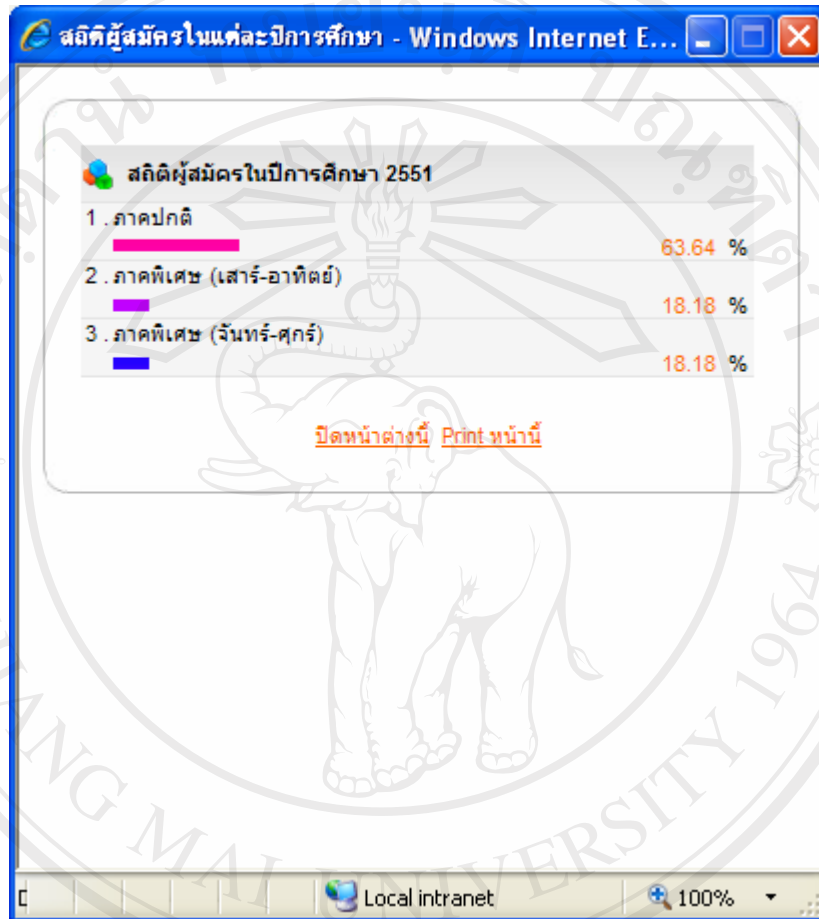 สถิติผู้สมัครในแต่ละปีการศึกษา - Windows Internet E...
สถิติผู้สมัครในปีการศึกษา 2551
1 . ภาคปกติ
63.64 %
2 . ภาคพิเศษ (เสาร์-อาทิตย์)
18.18 %
3 . ภาคพิเศษ (จันทร์-ศุกร์)
18.18 %
ปิดหน้าต่างนี้ Print หน้านี้
Local intranet 100%
ANG MAI UNIVERSITY 1964